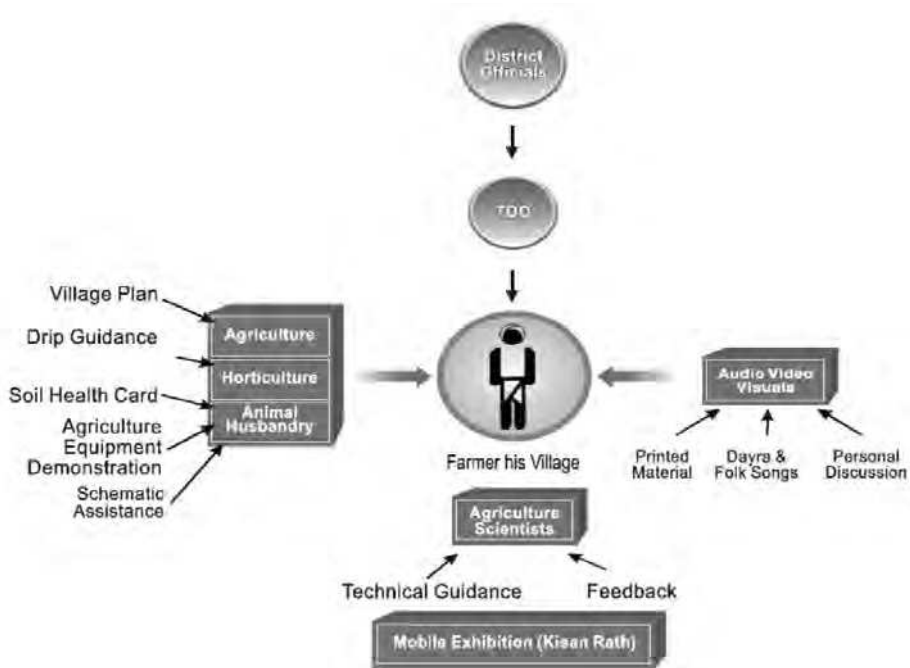 District
Officials
TDO
Village Plan
Drip Guidance
Soil Health Card
Agriculture
Equipment
Demonstration
Schematic
Assistance
Agriculture
Horticulture
Animal
Husbandry
Farmer his Village
Audio Video
Visuals
Printed
Material
Dayra &
Folk Songs
Personal
Discussion
Agriculture
Scientists
Technical Guidance
Feedback
Mobile Exhibition (Kisan Rath)